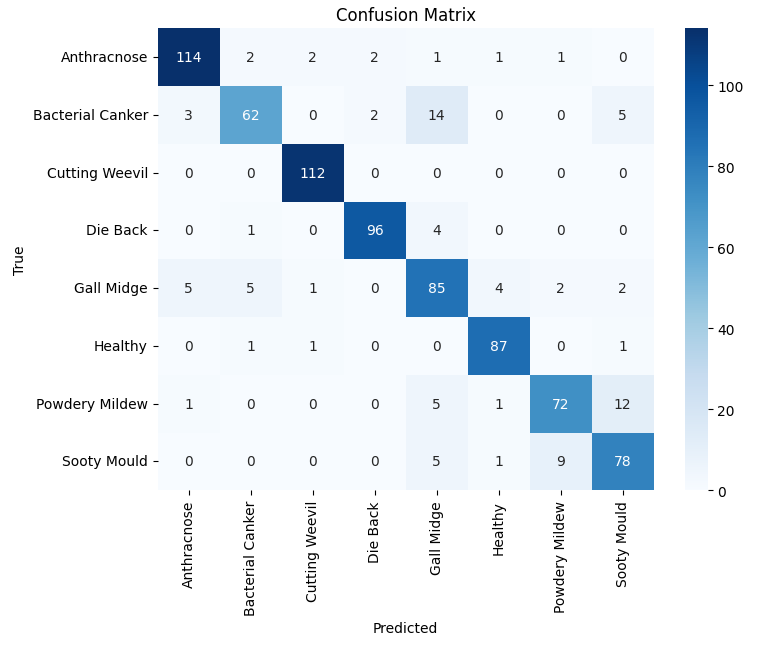 Confusion Matrix
Anthracnose 114 2 2 2 1 1 1 0
Bacterial Canker 3 62 0 2 14 0 0 5
Cutting Weevil 0 0 112 0 0 0 0 0
Die Back 0 1 0 96 4 0 0 0
Gall Midge 5 5 1 0 85 4 2 2
Healthy 0 1 1 0 0 87 0 1
Powdery Mildew 1 0 0 0 5 1 72 12
Sooty Mould 0 0 0 0 5 1 9 78
True
Anthracnose
Bacterial Canker
Cutting Weevil
Die Back
Gall Midge
Healthy
Powdery Mildew
Sooty Mould
Predicted
100
80
60
40
20
0